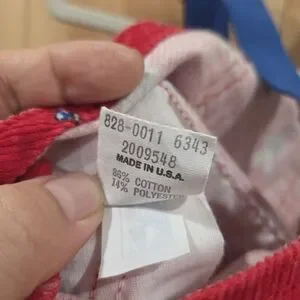 828-0011 6343
2009548
MADE IN U.S.A.
86% COTTON
14% POLYESTER